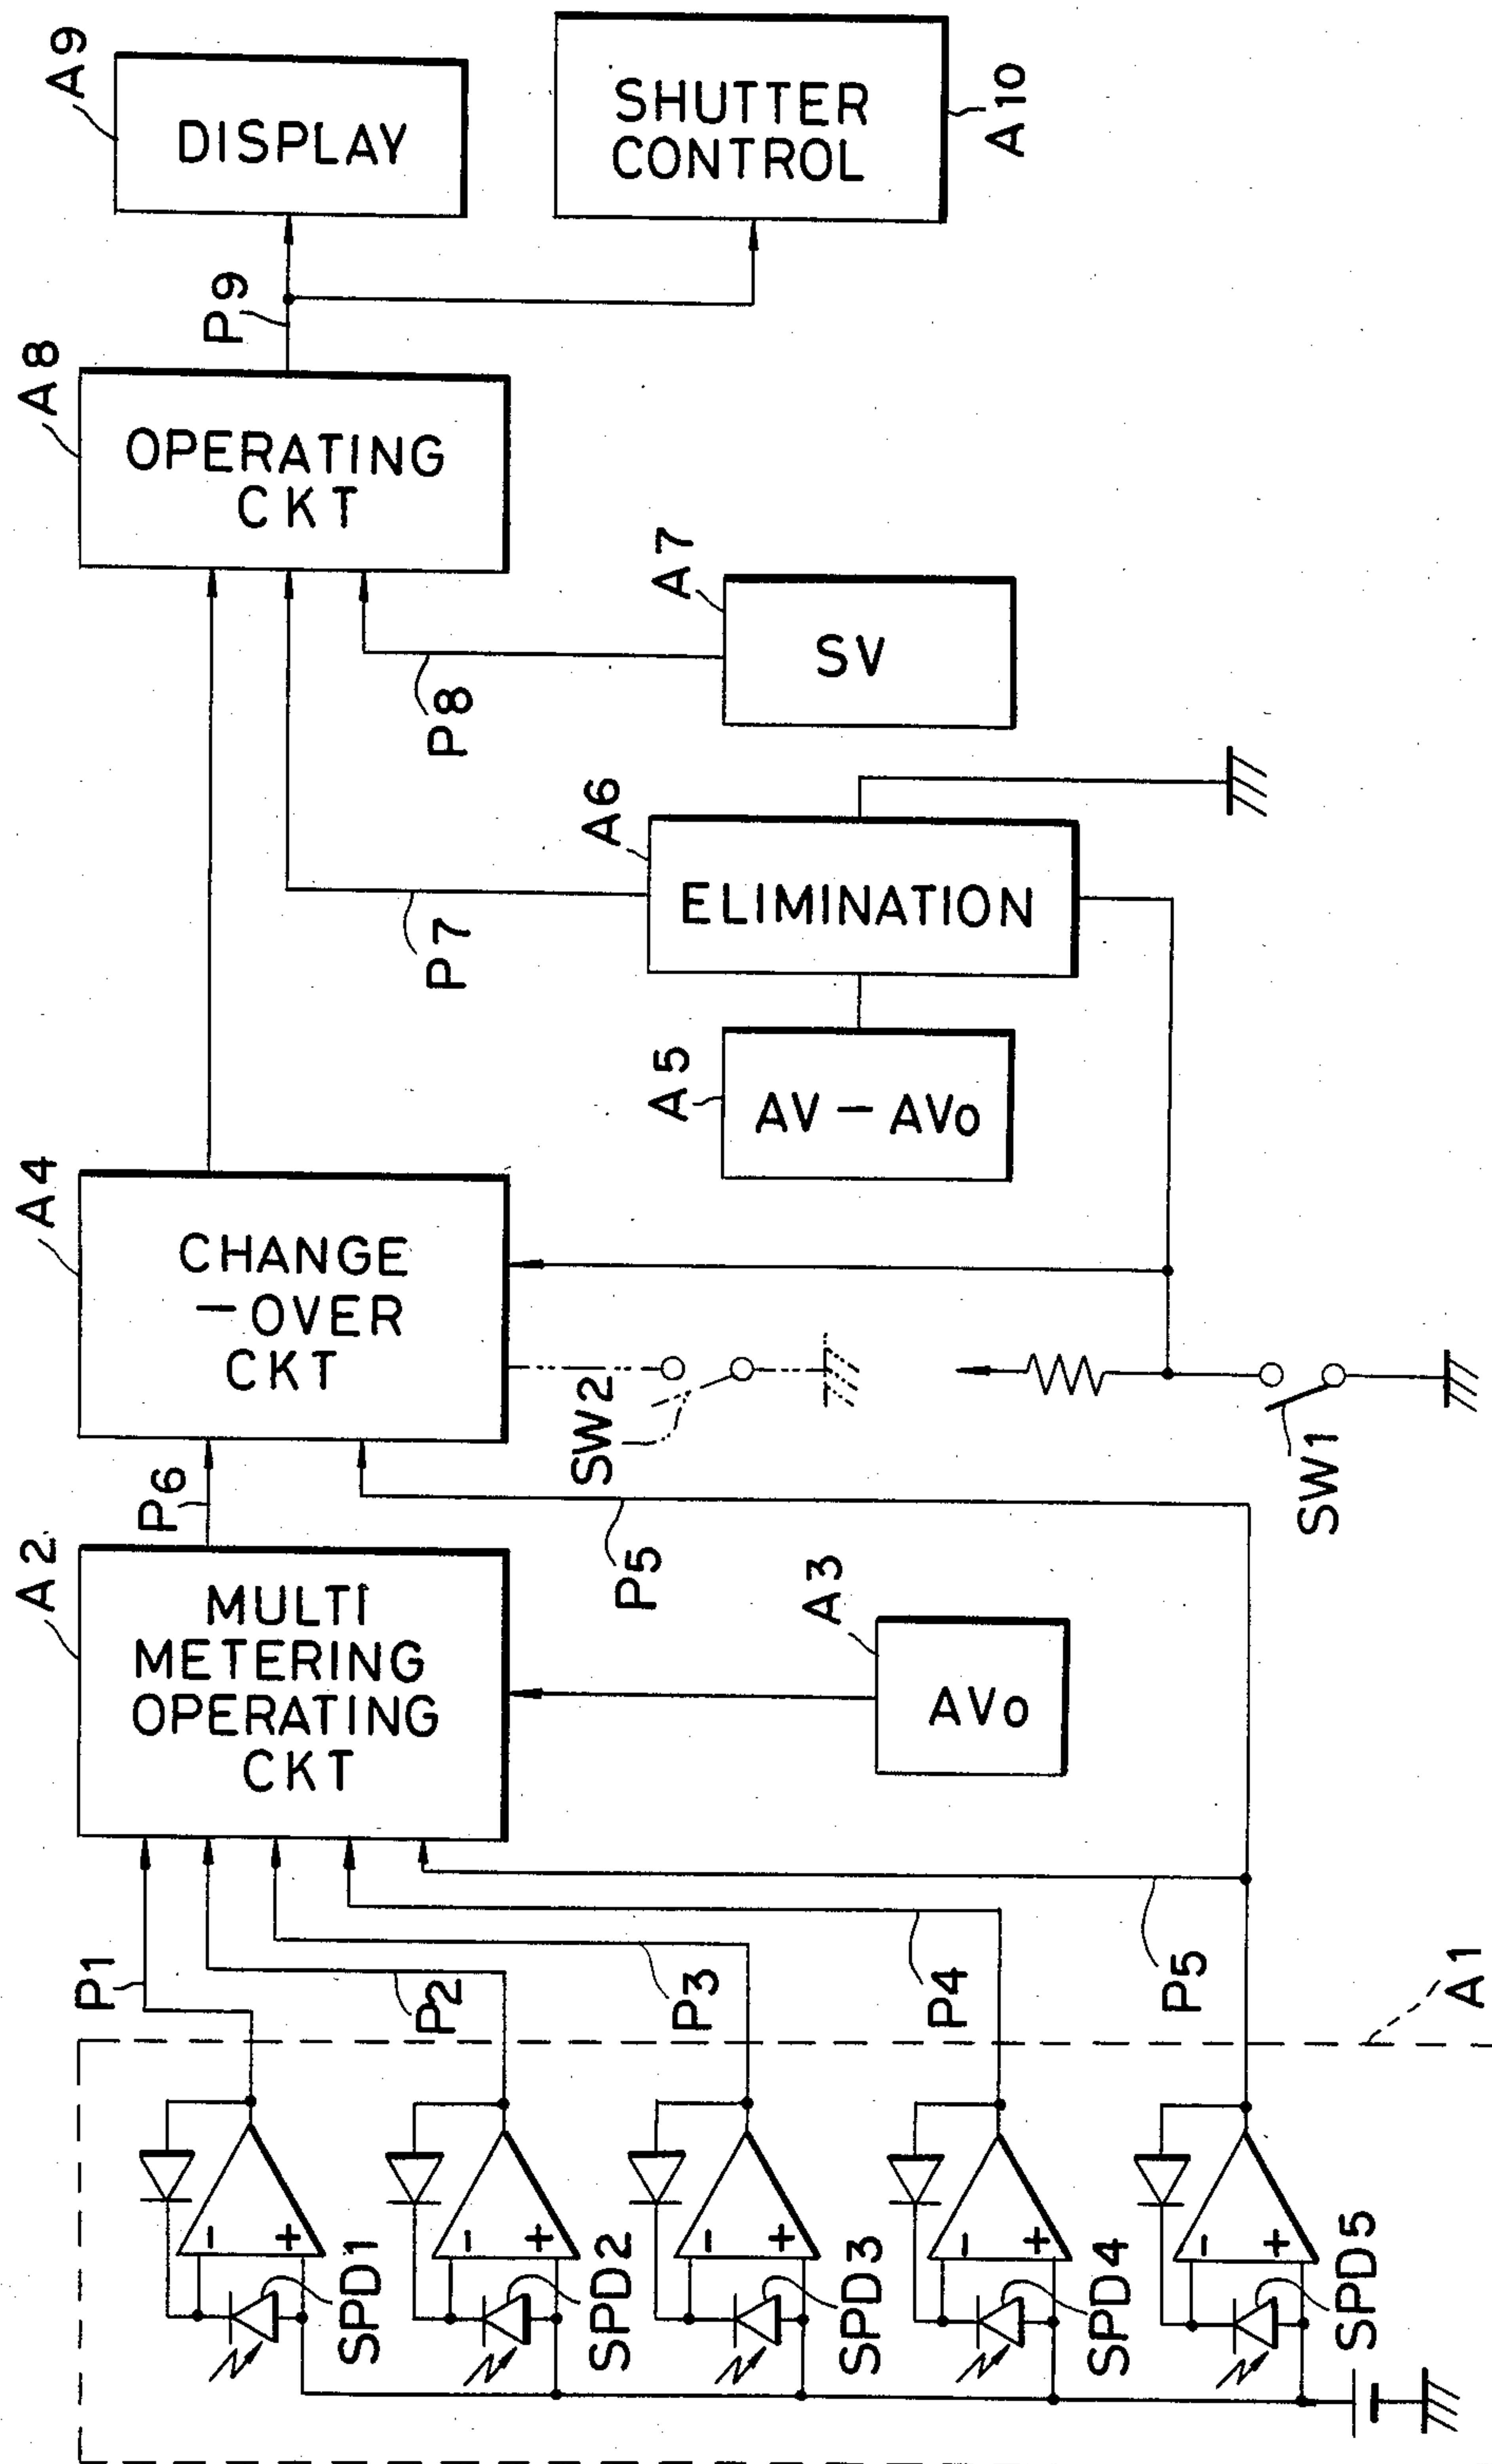 A1
SPD1
SPD2
SPD3
SPD4
SPD5
-
+
-
+
-
+
-
+
-
+
P1
P2
P3
P4
P5
A2
MULTI
METERING
OPERATING
CKT
A3
AVo
P6
P5
A4
CHANGE
-OVER
CKT
SW2
SW1
A5
AV - AVo
A6
ELIMINATION
P7
A7
SV
P8
A8
OPERATING
CKT
P9
A9
DISPLAY
A10
SHUTTER
CONTROL